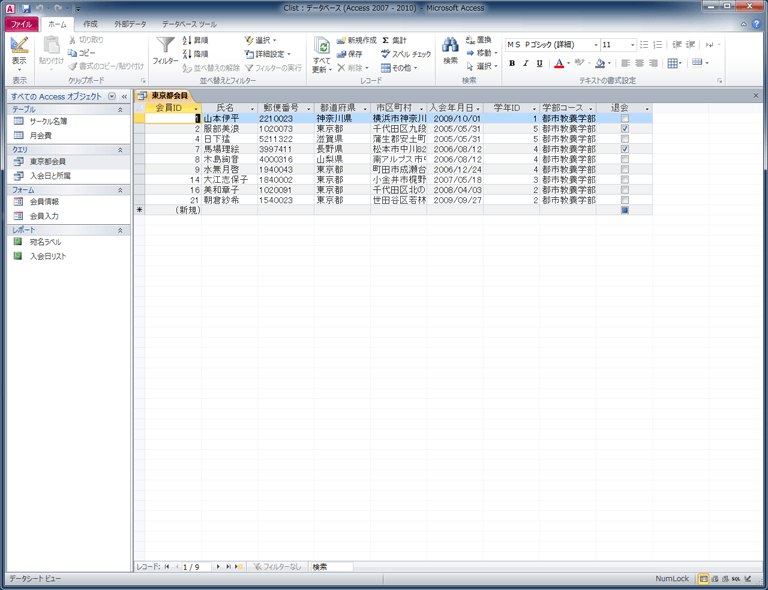 Clist : データベース (Access 2007 - 2010) - Microsoft Access
ファイル ホーム 作成 外部データ データベース ツール
表示 貼り付け 切り取り コピー 書式のコピー/貼り付け
フィルター 昇順 降順 並べ替えの解除 選択 詳細設定 フィルターの実行
すべて更新 新規作成 保存 削除 集計 スペル チェック その他
検索 置換 移動 選択
MS Pゴシック (詳細) 11
B I U A
表示 クリップボード 並べ替えとフィルター レコード 検索 テキストの書式設定
すべての Access オブジェクト
テーブル
サークル名簿
月会費
クエリ
東京都会員
入会日と所属
フォーム
会員情報
会員入力
レポート
宛名ラベル
入会日リスト
東京都会員
会員ID 氏名 郵便番号 都道府県 市区町村 入会年月日 学年ID 学部コース 退会
1 山本伊平 2210023 神奈川県 横浜市神奈川 2009/10/01 1 都市教養学部
2 服部美浪 1020073 東京都 千代田区九段 2005/05/31 5 都市教養学部
4 日下猛 5211322 滋賀県 蒲生郡安土町 2005/05/31 5 都市教養学部
7 馬場理絵 3997411 長野県 松本市中川 2006/08/12 4 都市教養学部
8 木島絢音 4000316 山梨県 南アルプス市 2006/08/12 4 都市教養学部
9 水無月啓 1940043 東京都 町田市成瀬台 2006/12/24 4 都市教養学部
14 大江志保子 1840002 東京都 小金井市梶野 2007/05/18 3 都市教養学部
16 美和章子 1020091 東京都 千代田区北の 2008/04/03 2 都市教養学部
21 朝倉紗希 1540023 東京都 世田谷区若林 2009/09/27 2 都市教養学部
* (新規)
レコード: 1 / 9 フィルターなし 検索
データシート ビュー NumLock SQL